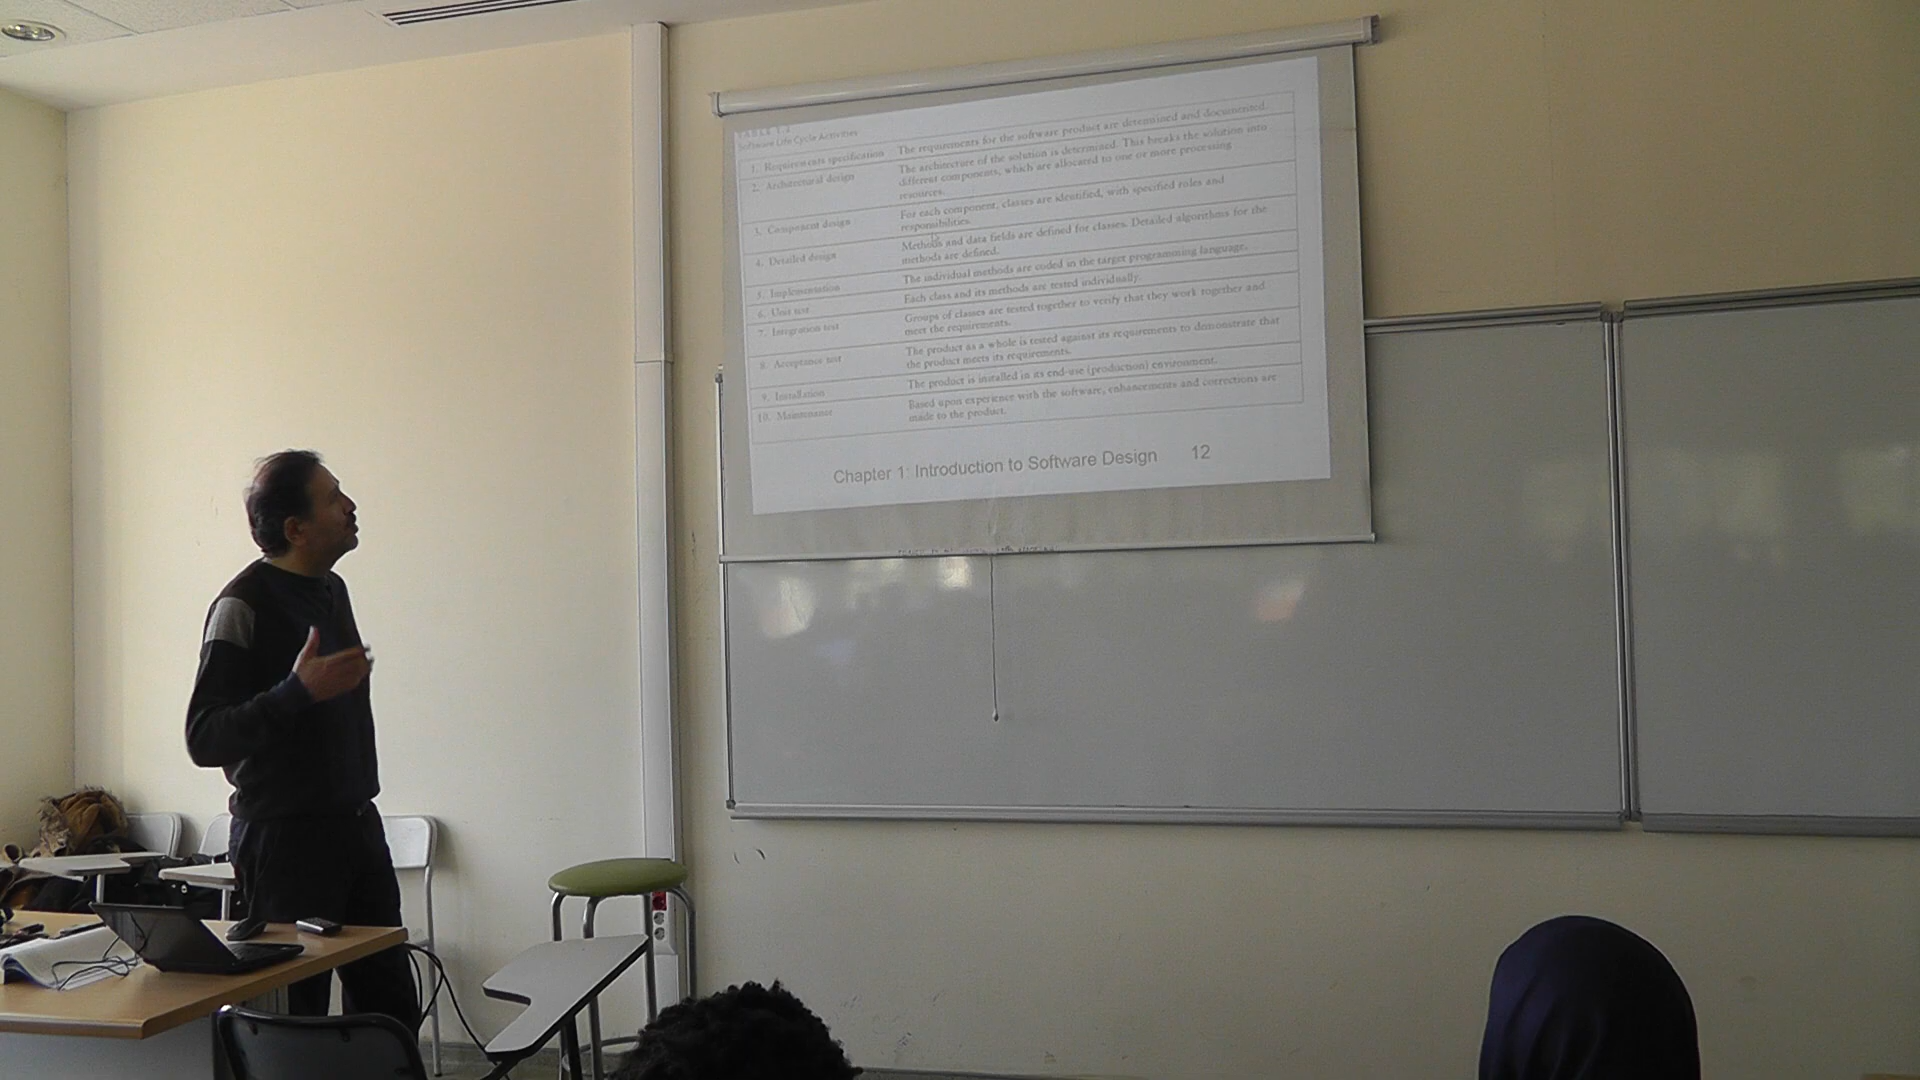 TABLE 1.2
Software Life Cycle Activities
1. Requirements specification The requirements for the software product are determined and documented.
2. Architectural design The architecture of the solution is determined. This breaks the solution into
different components, which are allocated to one or more processing
resources.
3. Component design For each component, classes are identified, with specified roles and
responsibilities.
4. Detailed design Methods and data fields are defined for classes. Detailed algorithms for the
methods are defined.
5. Implementation The individual methods are coded in the target programming language.
6. Unit test Each class and its methods are tested individually.
7. Integration test Groups of classes are tested together to verify that they work together and
meet the requirements.
8. Acceptance test The product as a whole is tested against its requirements to demonstrate that
the product meets its requirements.
9. Installation The product is installed in its end-use (production) environment.
10. Maintenance Based upon experience with the software, enhancements and corrections are
made to the product.
Chapter 1: Introduction to Software Design 12